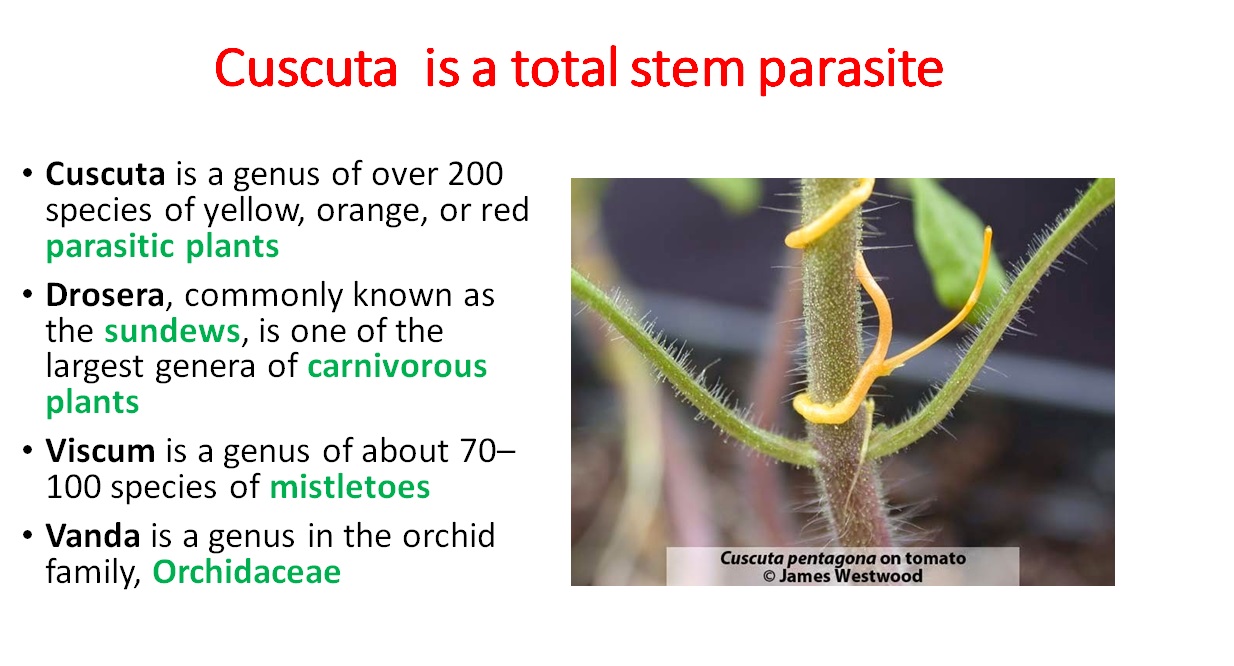 Cuscuta is a total stem parasite
• Cuscuta is a genus of over 200
species of yellow, orange, or red
parasitic plants
• Drosera, commonly known as
the sundews, is one of the
largest genera of carnivorous
plants
• Viscum is a genus of about 70–
100 species of mistletoes
• Vanda is a genus in the orchid
family, Orchidaceae
Cuscuta pentagona on tomato
© James Westwood